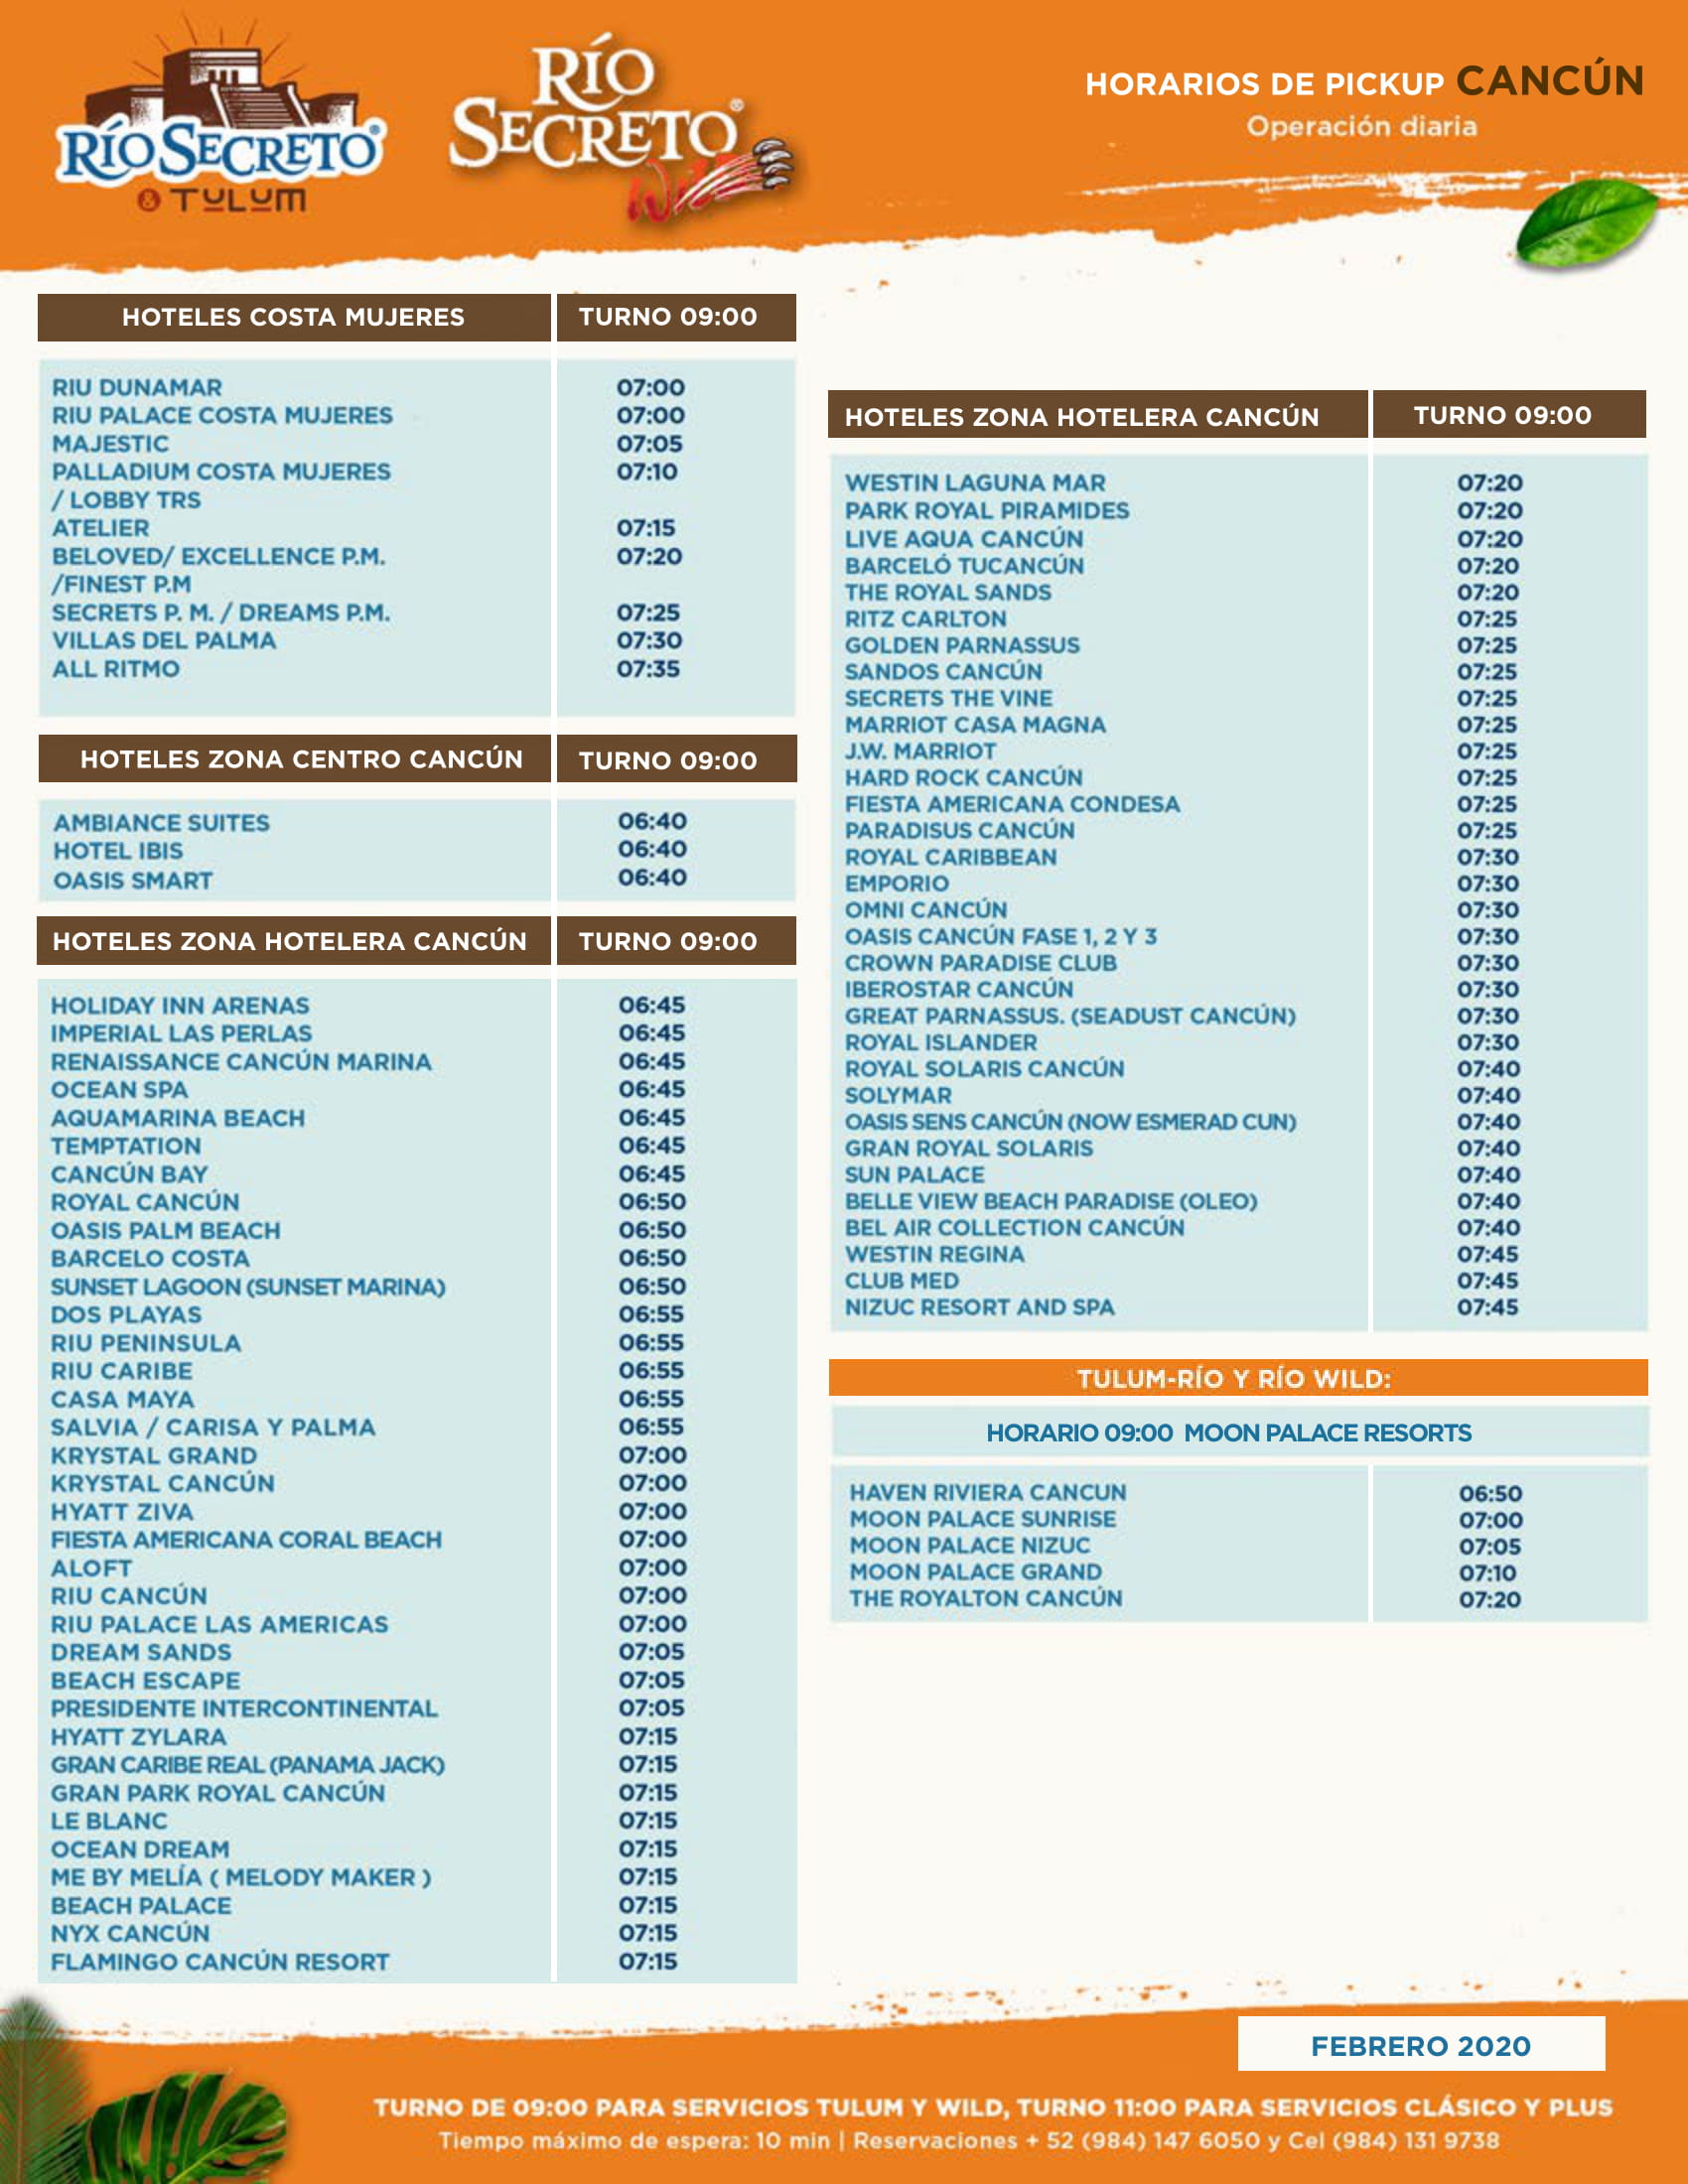 RÍO SECRETO®
& TULUM
RÍO
SECRETO®
Wild
HORARIOS DE PICKUP CANCÚN
Operación diaria
HOTELES COSTA MUJERES TURNO 09:00
RIU DUNAMAR 07:00
RIU PALACE COSTA MUJERES 07:00
MAJESTIC 07:05
PALLADIUM COSTA MUJERES 07:10
/ LOBBY TRS
ATELIER 07:15
BELOVED/ EXCELLENCE P.M. 07:20
/FINEST P.M
SECRETS P. M. / DREAMS P.M. 07:25
VILLAS DEL PALMA 07:30
ALL RITMO 07:35
HOTELES ZONA CENTRO CANCÚN TURNO 09:00
AMBIANCE SUITES 06:40
HOTEL IBIS 06:40
OASIS SMART 06:40
HOTELES ZONA HOTELERA CANCÚN TURNO 09:00
HOLIDAY INN ARENAS 06:45
IMPERIAL LAS PERLAS 06:45
RENAISSANCE CANCÚN MARINA 06:45
OCEAN SPA 06:45
AQUAMARINA BEACH 06:45
TEMPTATION 06:45
CANCÚN BAY 06:45
ROYAL CANCÚN 06:50
OASIS PALM BEACH 06:50
BARCELO COSTA 06:50
SUNSET LAGOON (SUNSET MARINA) 06:50
DOS PLAYAS 06:55
RIU PENINSULA 06:55
RIU CARIBE 06:55
CASA MAYA 06:55
SALVIA / CARISA Y PALMA 06:55
KRYSTAL GRAND 07:00
KRYSTAL CANCÚN 07:00
HYATT ZIVA 07:00
FIESTA AMERICANA CORAL BEACH 07:00
ALOFT 07:00
RIU CANCÚN 07:00
RIU PALACE LAS AMERICAS 07:00
DREAM SANDS 07:05
BEACH ESCAPE 07:05
PRESIDENTE INTERCONTINENTAL 07:05
HYATT ZYLARA 07:15
GRAN CARIBE REAL (PANAMA JACK) 07:15
GRAN PARK ROYAL CANCÚN 07:15
LE BLANC 07:15
OCEAN DREAM 07:15
ME BY MELÍA ( MELODY MAKER ) 07:15
BEACH PALACE 07:15
NYX CANCÚN 07:15
FLAMINGO CANCÚN RESORT 07:15
HOTELES ZONA HOTELERA CANCÚN TURNO 09:00
WESTIN LAGUNA MAR 07:20
PARK ROYAL PIRAMIDES 07:20
LIVE AQUA CANCÚN 07:20
BARCELÓ TUCANCÚN 07:20
THE ROYAL SANDS 07:20
RITZ CARLTON 07:25
GOLDEN PARNASSUS 07:25
SANDOS CANCÚN 07:25
SECRETS THE VINE 07:25
MARRIOT CASA MAGNA 07:25
J.W. MARRIOT 07:25
HARD ROCK CANCÚN 07:25
FIESTA AMERICANA CONDESA 07:25
PARADISUS CANCÚN 07:25
ROYAL CARIBBEAN 07:30
EMPORIO 07:30
OMNI CANCÚN 07:30
OASIS CANCÚN FASE 1, 2 Y 3 07:30
CROWN PARADISE CLUB 07:30
IBEROSTAR CANCÚN 07:30
GREAT PARNASSUS. (SEADUST CANCÚN) 07:30
ROYAL ISLANDER 07:30
ROYAL SOLARIS CANCÚN 07:40
SOLYMAR 07:40
OASIS SENS CANCÚN (NOW ESMERAD CUN) 07:40
GRAN ROYAL SOLARIS 07:40
SUN PALACE 07:40
BELLE VIEW BEACH PARADISE (OLEO) 07:40
BEL AIR COLLECTION CANCÚN 07:40
WESTIN REGINA 07:45
CLUB MED 07:45
NIZUC RESORT AND SPA 07:45
TULUM-RÍO Y RÍO WILD:
HORARIO 09:00 MOON PALACE RESORTS
HAVEN RIVIERA CANCUN 06:50
MOON PALACE SUNRISE 07:00
MOON PALACE NIZUC 07:05
MOON PALACE GRAND 07:10
THE ROYALTON CANCÚN 07:20
FEBRERO 2020
TURNO DE 09:00 PARA SERVICIOS TULUM Y WILD, TURNO 11:00 PARA SERVICIOS CLÁSICO Y PLUS
Tiempo máximo de espera: 10 min | Reservaciones + 52 (984) 147 6050 y Cel (984) 131 9738